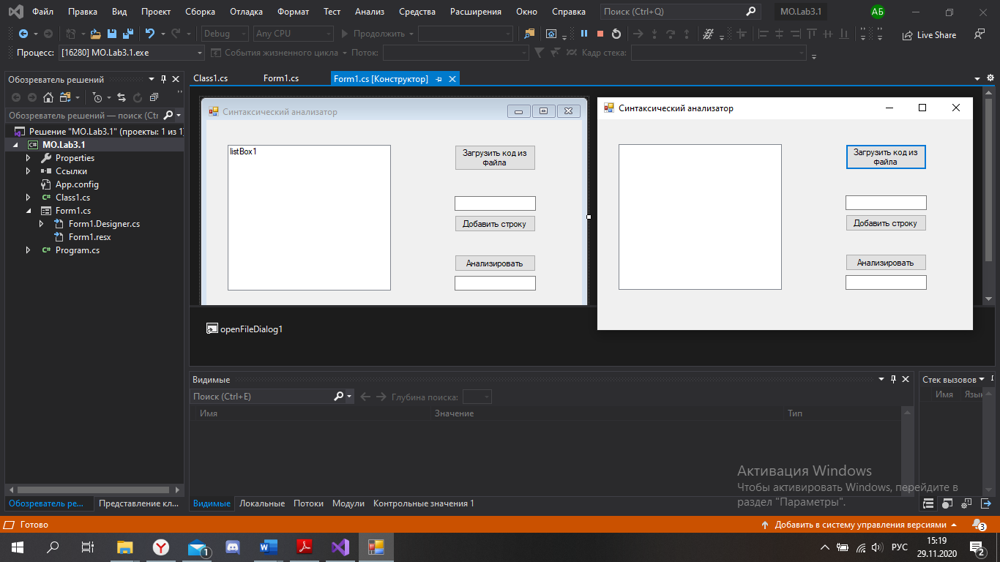 Файл Правка Вид Проект Сборка Отладка Формат Тест Анализ Средства Расширения Окно Справка Поиск (Ctrl+Q) MO.Lab3.1 АБ
Debug Any CPU Продолжить Live Share
Процесс: [16280] MO.Lab3.1.exe События жизненного цикла Поток: Кадр стека:
Обозреватель решений
Обозреватель решений — поиск (Ctr
Решение "MO.Lab3.1" (проекты: 1 из 1)
MO.Lab3.1
Properties
Ссылки
App.config
Class1.cs
Form1.cs
Form1.Designer.cs
Form1.resx
Program.cs
Обозреватель ре... Представление кл...
Class1.cs Form1.cs Form1.cs [Конструктор]
Синтаксический анализатор
listBox1
Загрузить код из
файла
Добавить строку
Анализировать
openFileDialog1
Синтаксический анализатор
Загрузить код из
файла
Добавить строку
Анализировать
Видимые
Поиск (Ctrl+E) Глубина поиска:
Имя Значение Тип
Видимые Локальные Потоки Модули Контрольные значения 1
Стек вызовов
Имя Язы
Активация Windows
Чтобы активировать Windows, перейдите в
раздел "Параметры".
Готово Добавить в систему управления версиями 3
1 РУС 15:19
29.11.2020 2